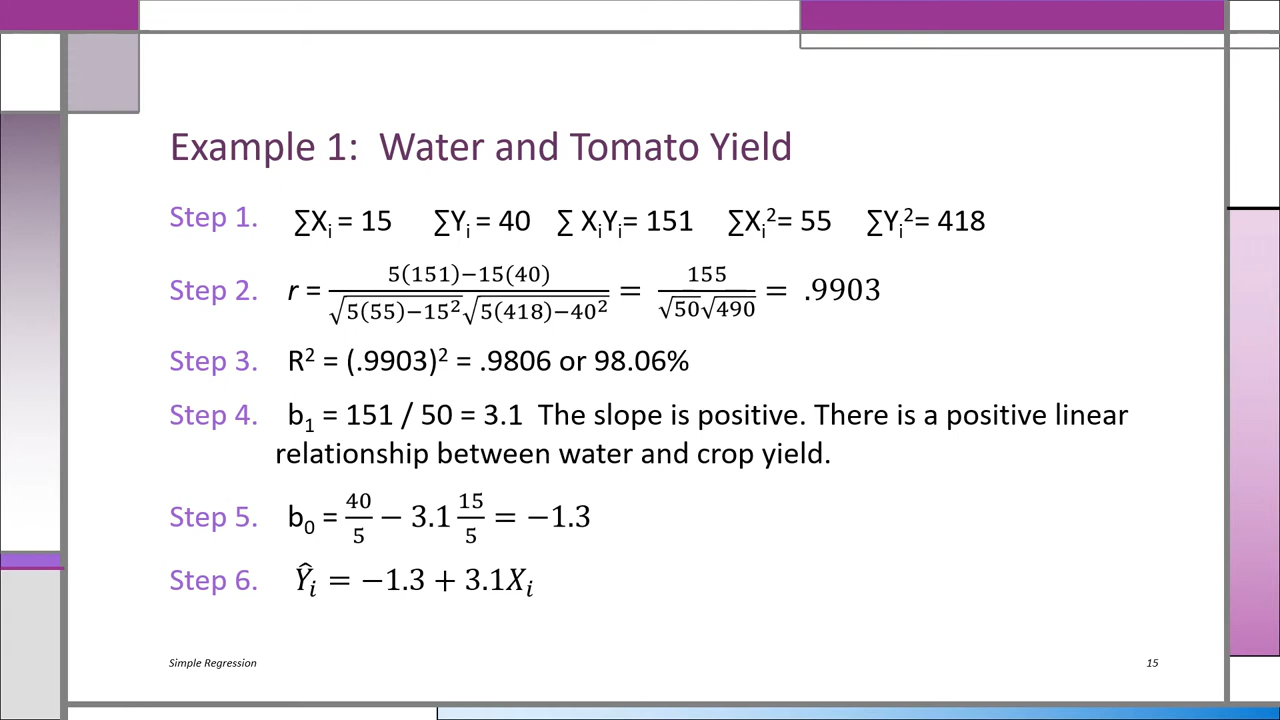 Example 1:  Water and Tomato Yield
Step 1. ∑Xᵢ = 15 ∑Yᵢ = 40 ∑ XᵢYᵢ= 151 ∑Xᵢ²= 55 ∑Yᵢ²= 418
Step 2. r = (5(151)−15(40))/(√(5(55)−15²)√(5(418)−40²)) = 155/(√50√490) = .9903
Step 3. R² = (.9903)² = .9806 or 98.06%
Step 4. b₁ = 151 / 50 = 3.1 The slope is positive. There is a positive linear
relationship between water and crop yield.
Step 5. b₀ = 40/5 − 3.1 15/5 = −1.3
Step 6. Ŷᵢ = −1.3 + 3.1Xᵢ
Simple Regression 15